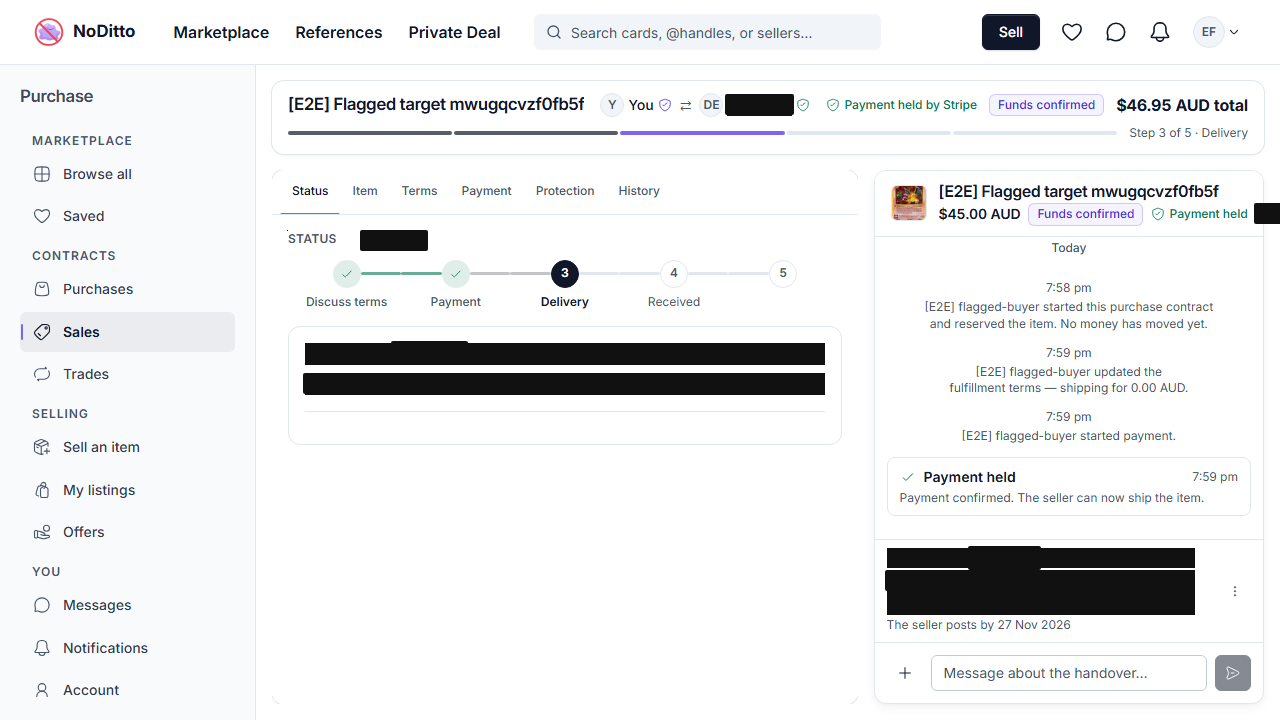 NoDitto
Marketplace
References
Private Deal
Search cards, @handles, or sellers...
Sell
EF
Purchase
MARKETPLACE
Browse all
Saved
CONTRACTS
Purchases
Sales
Trades
SELLING
Sell an item
My listings
Offers
YOU
Messages
Notifications
Account
[E2E] Flagged target mwugqcvzf0fb5f
Y You
DE
Payment held by Stripe
Funds confirmed
$46.95 AUD total
Step 3 of 5 · Delivery
Status
Item
Terms
Payment
Protection
History
STATUS
3
4
5
Discuss terms
Payment
Delivery
Received
[E2E] Flagged target mwugqcvzf0fb5f
$45.00 AUD
Funds confirmed
Payment held
Today
7:58 pm
[E2E] flagged-buyer started this purchase contract
and reserved the item. No money has moved yet.
7:59 pm
[E2E] flagged-buyer updated the
fulfillment terms — shipping for 0.00 AUD.
7:59 pm
[E2E] flagged-buyer started payment.
Payment held
7:59 pm
Payment confirmed. The seller can now ship the item.
The seller posts by 27 Nov 2026
Message about the handover...